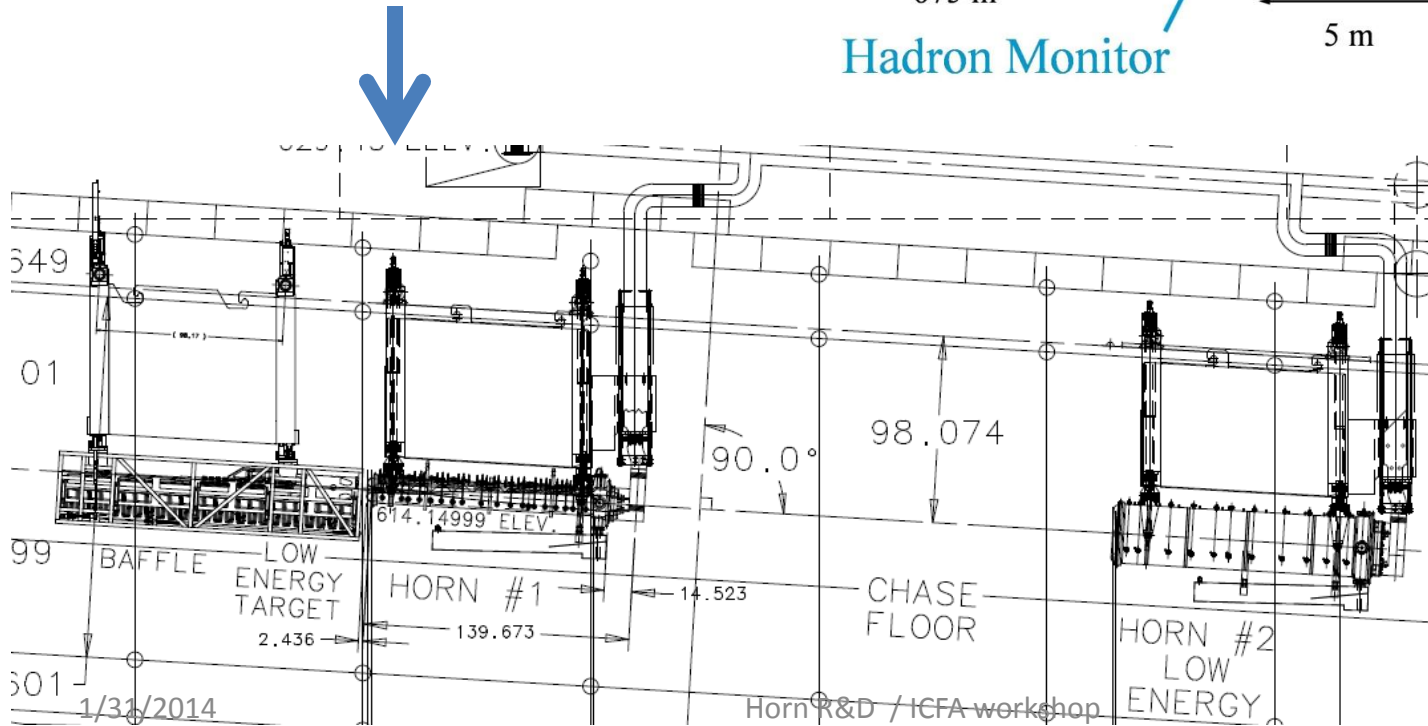 5 m
Hadron Monitor
649
( 98.17 )
01
98.074
90.0°
614.14999 ELEV.
99
BAFFLE
LOW
ENERGY
TARGET
HORN #1
14.523
CHASE
FLOOR
2.436
139.673
HORN #2
LOW
ENERGY
601
1/31/2014
Horn R&D / ICFA workshop